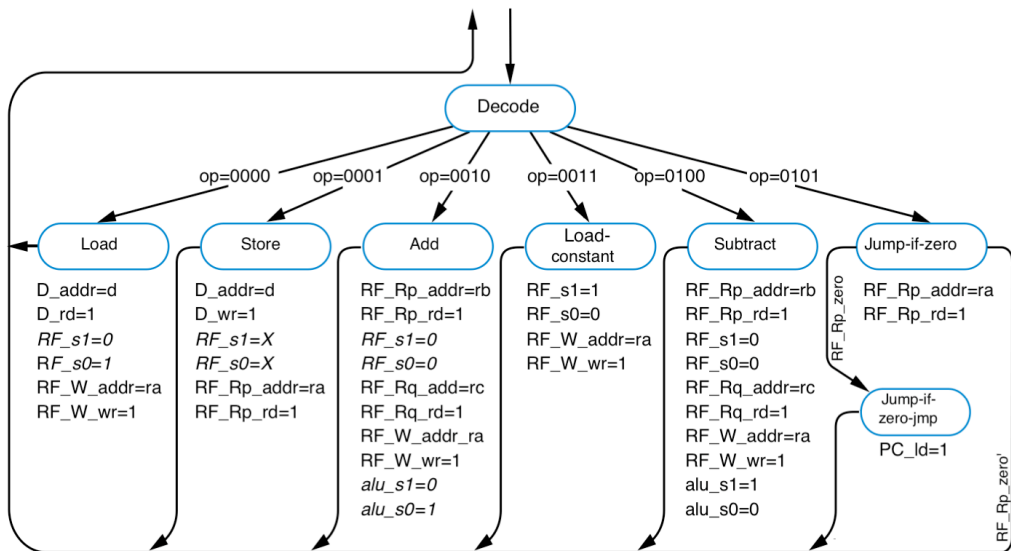 Decode
op=0000
op=0001
op=0010
op=0011
op=0100
op=0101
Load
D_addr=d
D_rd=1
RF_s1=0
RF_s0=1
RF_W_addr=ra
RF_W_wr=1
Store
D_addr=d
D_wr=1
RF_s1=X
RF_s0=X
RF_Rp_addr=ra
RF_Rp_rd=1
Add
RF_Rp_addr=rb
RF_Rp_rd=1
RF_s1=0
RF_s0=0
RF_Rq_add=rc
RF_Rq_rd=1
RF_W_addr_ra
RF_W_wr=1
alu_s1=0
alu_s0=1
Load-
constant
RF_s1=1
RF_s0=0
RF_W_addr=ra
RF_W_wr=1
Subtract
RF_Rp_addr=rb
RF_Rp_rd=1
RF_s1=0
RF_s0=0
RF_Rq_addr=rc
RF_Rq_rd=1
RF_W_addr=ra
RF_W_wr=1
alu_s1=1
alu_s0=0
Jump-if-zero
RF_Rp_addr=ra
RF_Rp_rd=1
RF_Rp_zero
Jump-if-
zero-jmp
PC_ld=1
RF_Rp_zero'